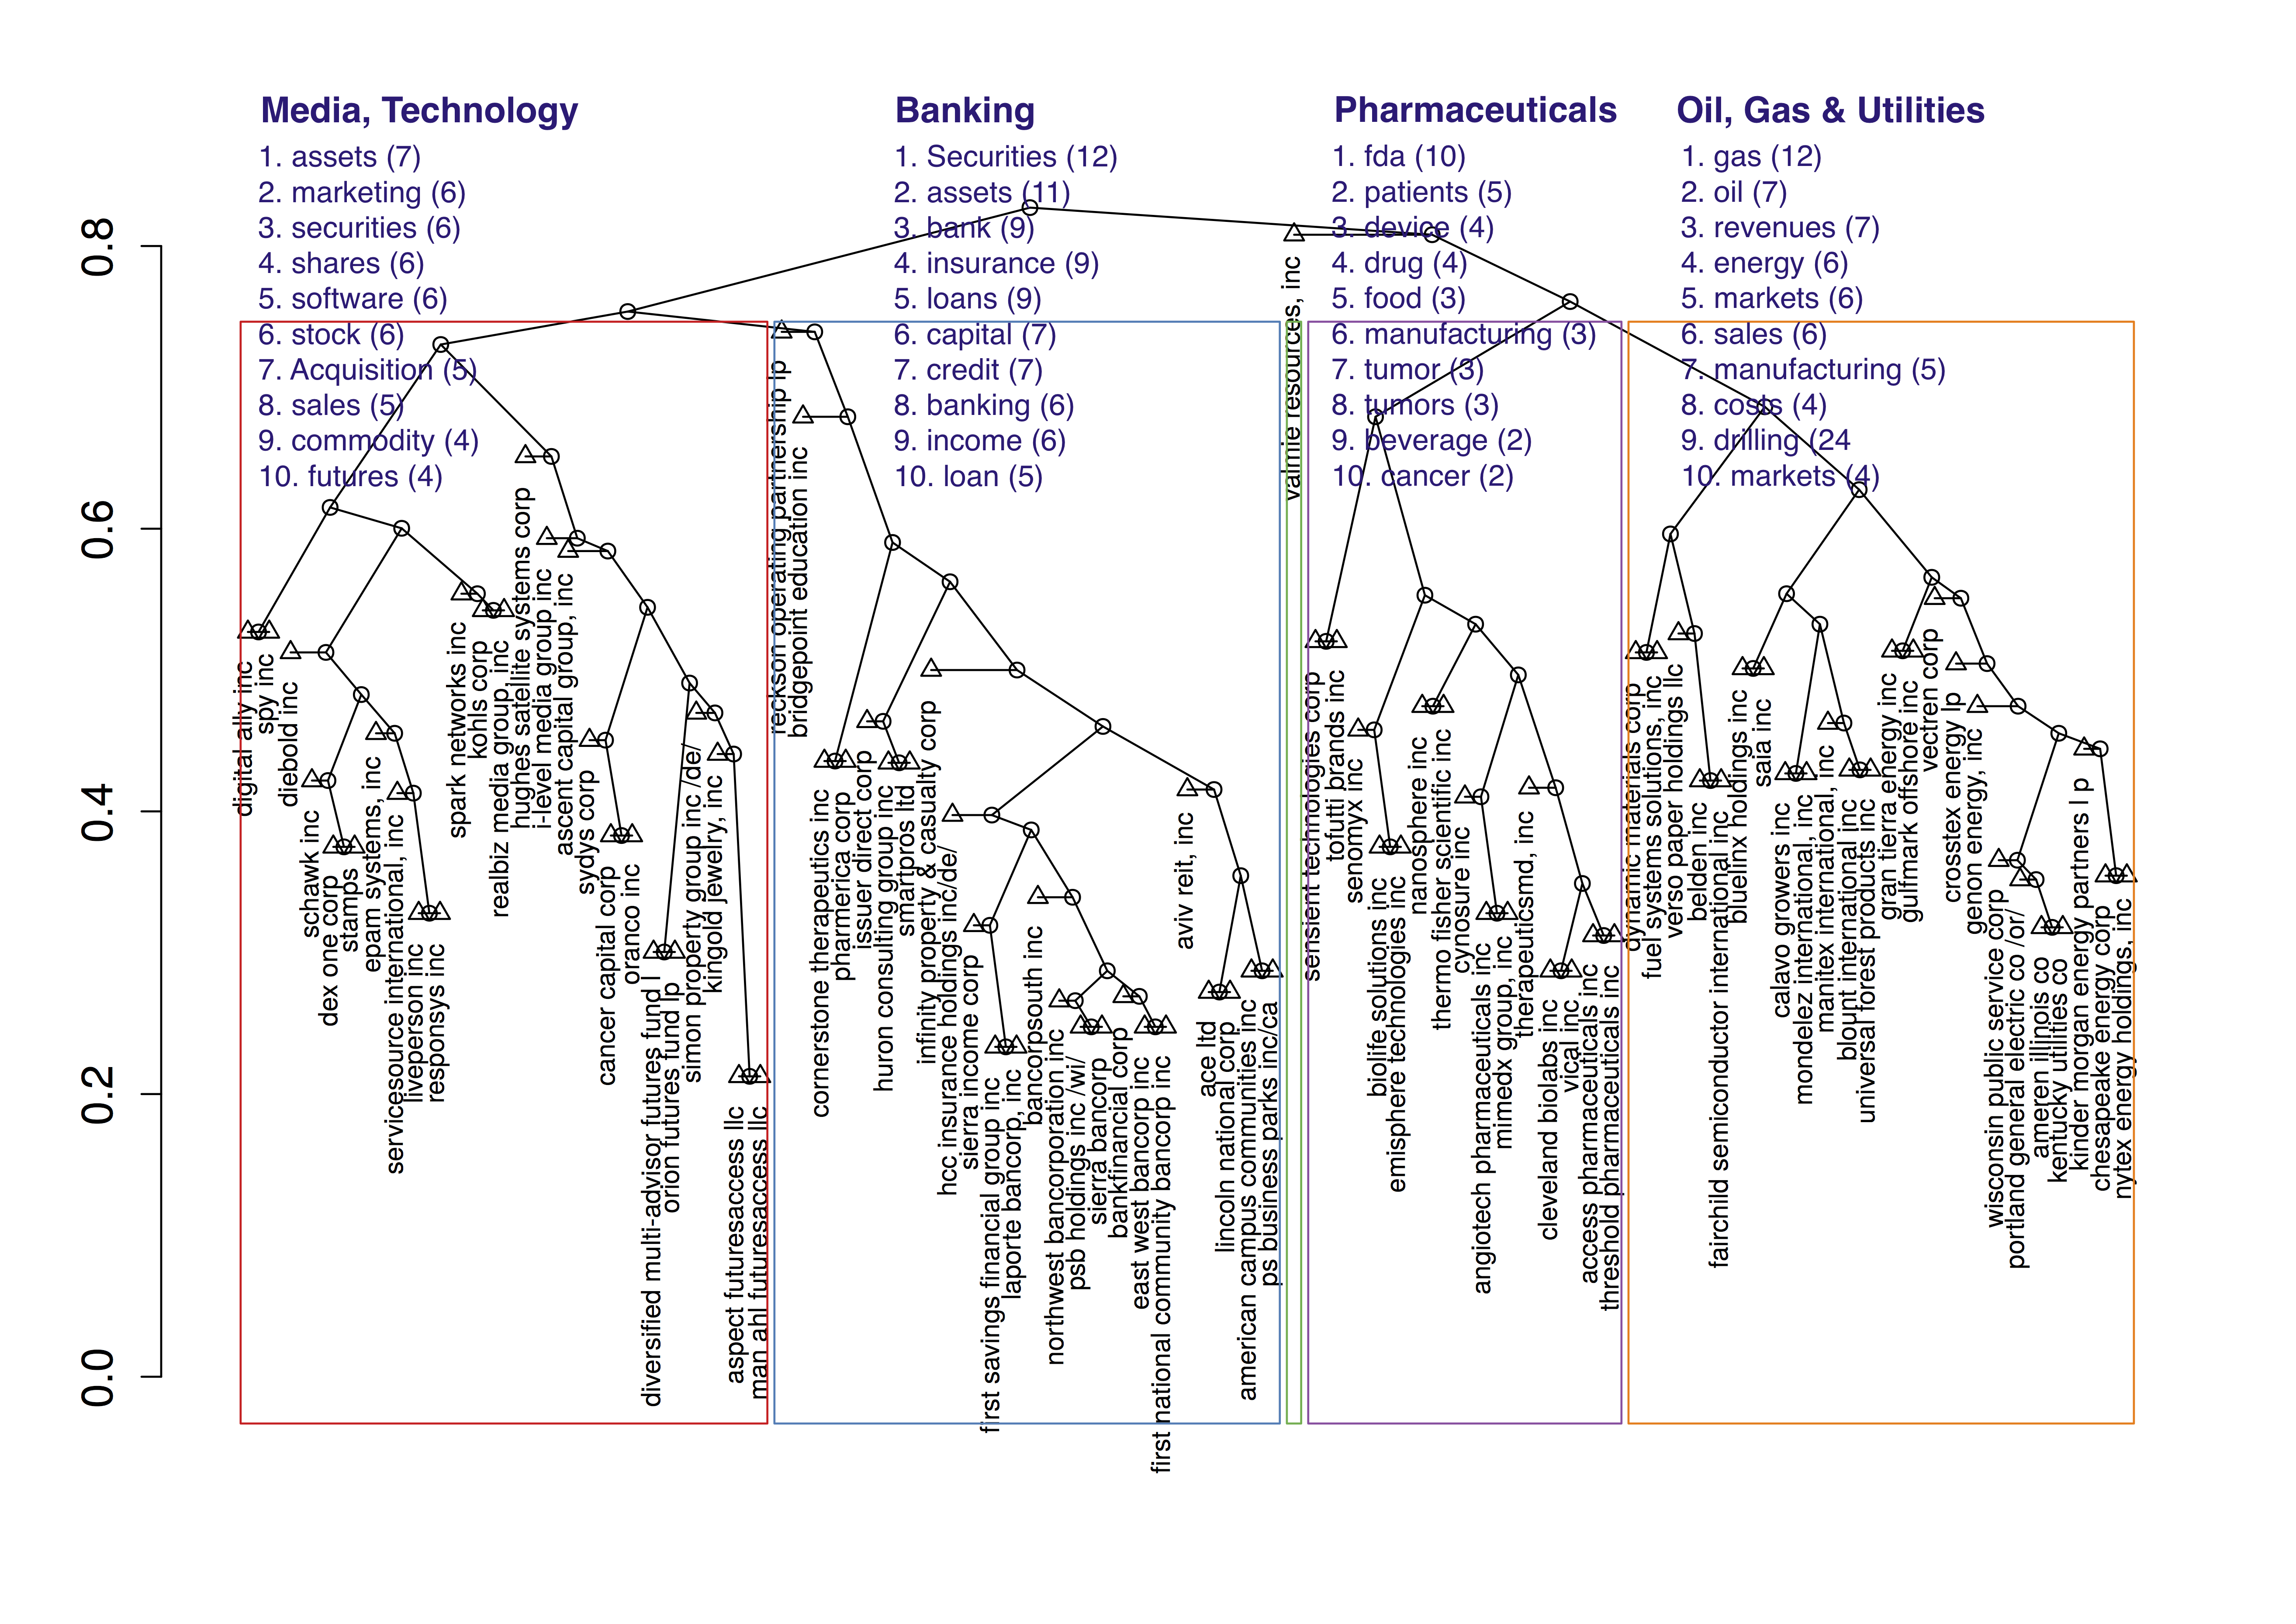 Media, Technology
1. assets (7)
2. marketing (6)
3. securities (6)
4. shares (6)
5. software (6)
6. stock (6)
7. Acquisition (5)
8. sales (5)
9. commodity (4)
10. futures (4)
Banking
1. Securities (12)
2. assets (11)
3. bank (9)
4. insurance (9)
5. loans (9)
6. capital (7)
7. credit (7)
8. banking (6)
9. income (6)
10. loan (5)
Pharmaceuticals
1. fda (10)
2. patients (5)
3. device (4)
4. drug (4)
5. food (3)
6. manufacturing (3)
7. tumor (3)
8. tumors (3)
9. beverage (2)
10. cancer (2)
Oil, Gas & Utilities
1. gas (12)
2. oil (7)
3. revenues (7)
4. energy (6)
5. markets (6)
6. sales (6)
7. manufacturing (5)
8. costs (4)
9. drilling (24
10. markets (4)
0.8
0.6
0.4
0.2
0.0
digital ally inc
spy inc
diebold inc
schawk inc
dex one corp
stamps
epam systems, inc
servicesource international, inc
liveperson inc
responsys inc
spark networks inc
kohls corp
realbiz media group, inc
hughes satellite systems corp
i-level media group inc
ascent capital group, inc
sydys corp
cancer capital corp
oranco inc
diversified multi-advisor futures fund l
orion futures fund lp
simon property group inc /de/
kingold jewelry, inc
aspect futuresaccess llc
man ahl futuresaccess llc
reckson operating partnership lp
bridgepoint education inc
cornerstone therapeutics inc
pharmerica corp
issuer direct corp
huron consulting group inc
smartpros ltd
infinity property & casualty corp
hcc insurance holdings inc/de/
sierra income corp
first savings financial group inc
laporte bancorp, inc
bancorpsouth inc
northwest bancorporation inc
psb holdings inc /wi/
sierra bancorp
bankfinancial corp
east west bancorp inc
first national community bancorp inc
aviv reit, inc
ace ltd
lincoln national corp
american campus communities inc
ps business parks inc/ca
valmie resources, inc
sensient technologies corp
tofutti brands inc
senomyx inc
biolife solutions inc
emisphere technologies inc
nanosphere inc
thermo fisher scientific inc
cynosure inc
angiotech pharmaceuticals inc
mimedx group, inc
therapeuticsmd, inc
cleveland biolabs inc
vical inc
access pharmaceuticals inc
threshold pharmaceuticals inc
dynamic materials corp
fuel systems solutions, inc
verso paper holdings llc
belden inc
fairchild semiconductor international inc
bluelinx holdings inc
saia inc
calavo growers inc
mondelez international, inc
manitex international, inc
blount international inc
universal forest products inc
gran tierra energy inc
gulfmark offshore inc
vectren corp
crosstex energy lp
genon energy, inc
wisconsin public service corp
portland general electric co /or/
ameren illinois co
kentucky utilities co
kinder morgan energy partners l p
chesapeake energy corp
nytex energy holdings, inc